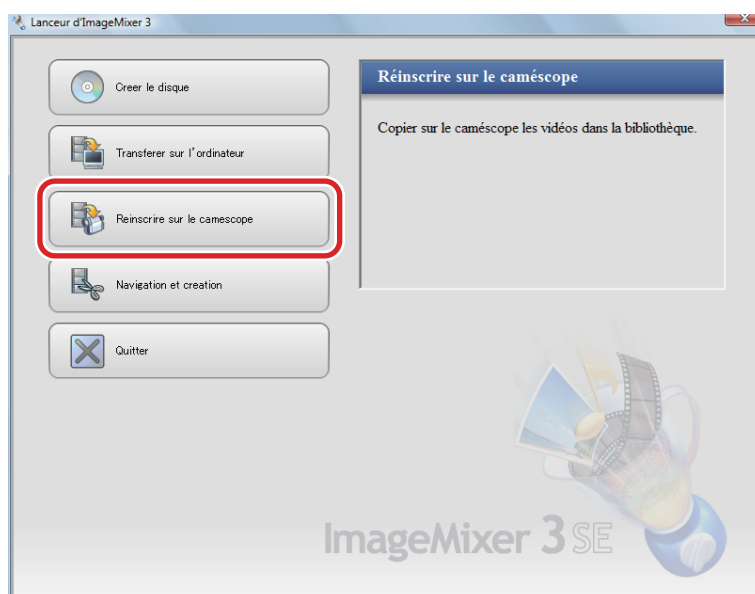 Lanceur d'ImageMixer 3
Creer le disque
Transferer sur l'ordinateur
Reinscrire sur le camescope
Navigation et creation
Quitter
Réinscrire sur le caméscope
Copier sur le caméscope les vidéos dans la bibliothèque.
ImageMixer 3 SE